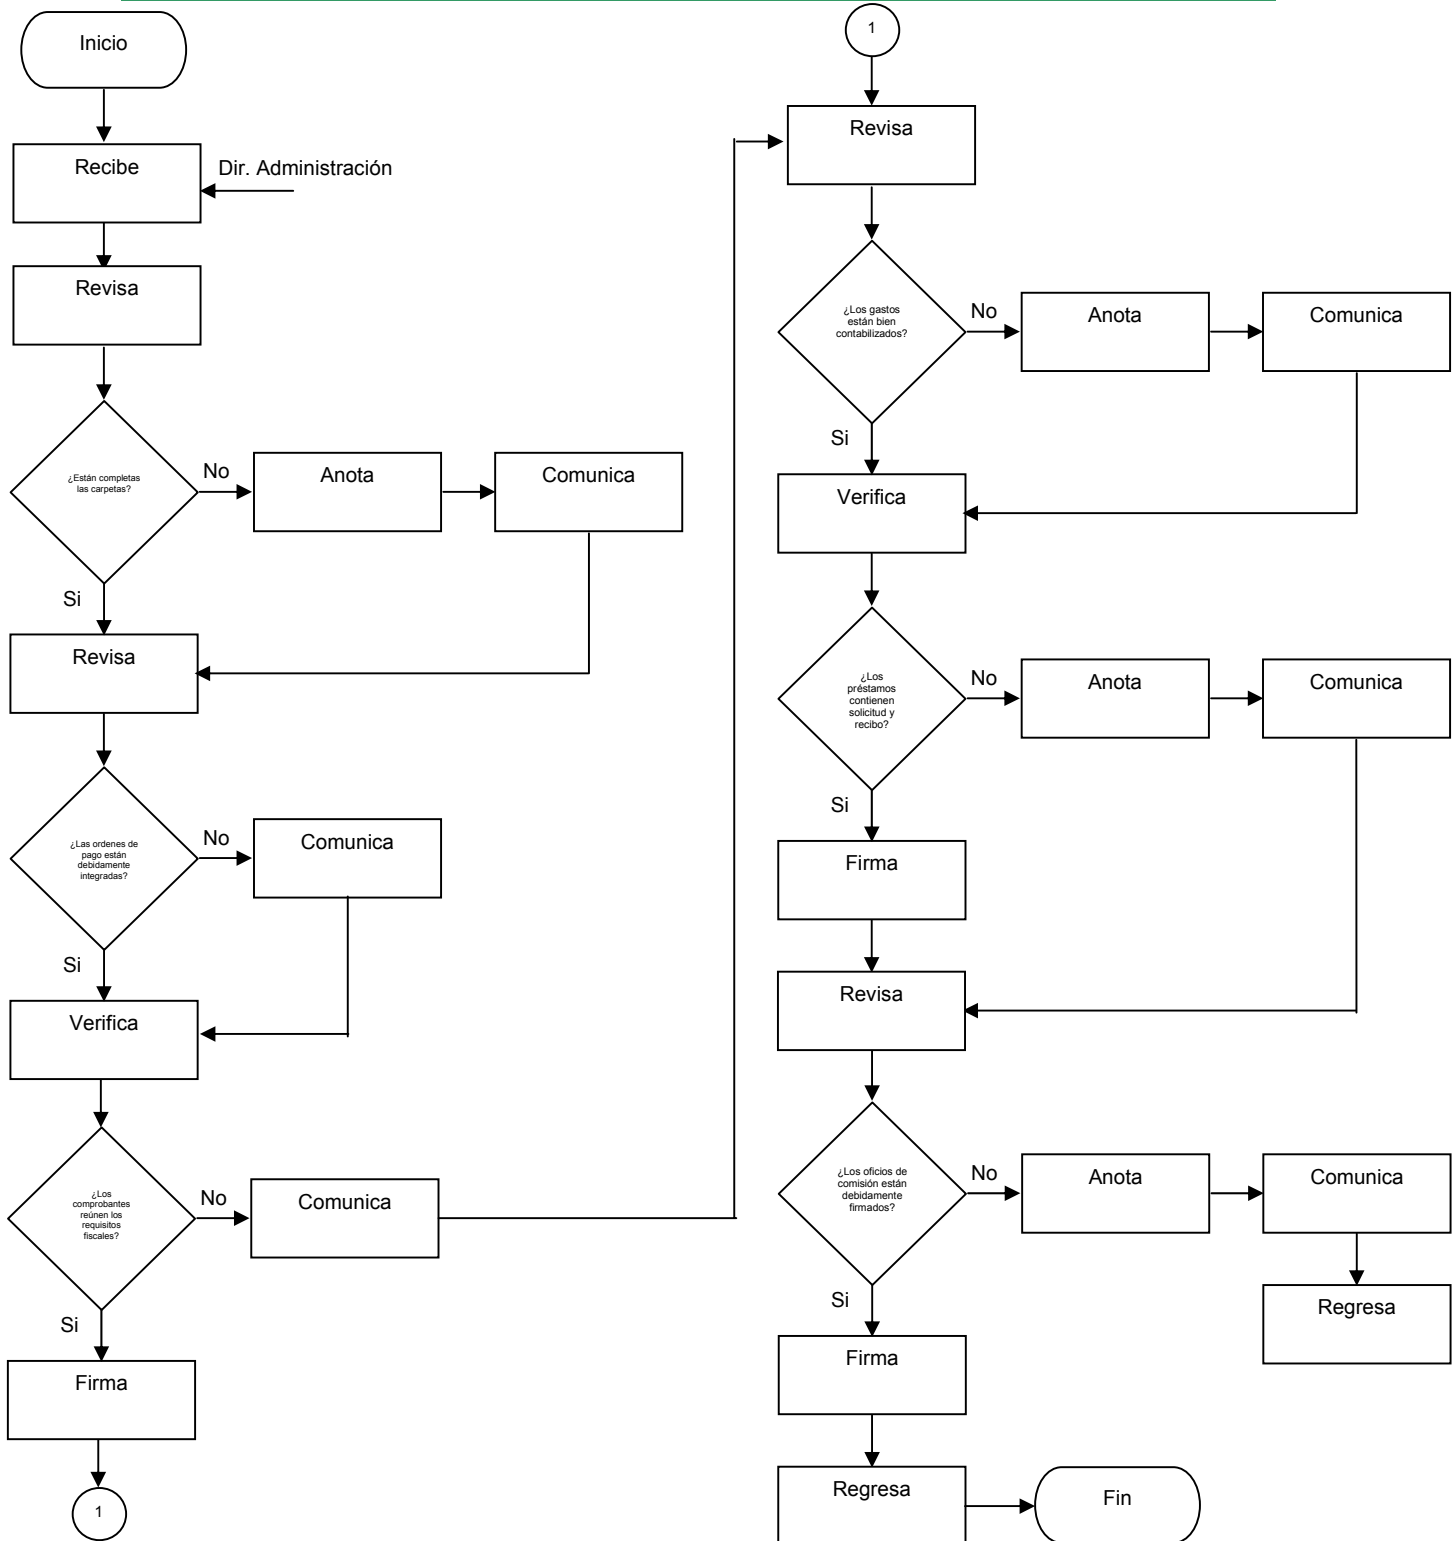 Inicio
Recibe
Dir. Administración
Revisa
¿Están completas
las carpetas?
No
Anota
Comunica
Si
Revisa
¿Las ordenes de
pago están
debidamente
integradas?
No
Comunica
Si
Verifica
¿Los
comprobantes
reúnen los
requisitos
fiscales?
No
Comunica
Si
Firma
1
1
Revisa
¿Los gastos
están bien
contabilizados?
No
Anota
Comunica
Si
Verifica
¿Los
préstamos
contienen
solicitud y
recibo?
No
Anota
Comunica
Si
Firma
Revisa
¿Los oficios de
comisión están
debidamente
firmados?
No
Anota
Comunica
Regresa
Si
Firma
Regresa
Fin